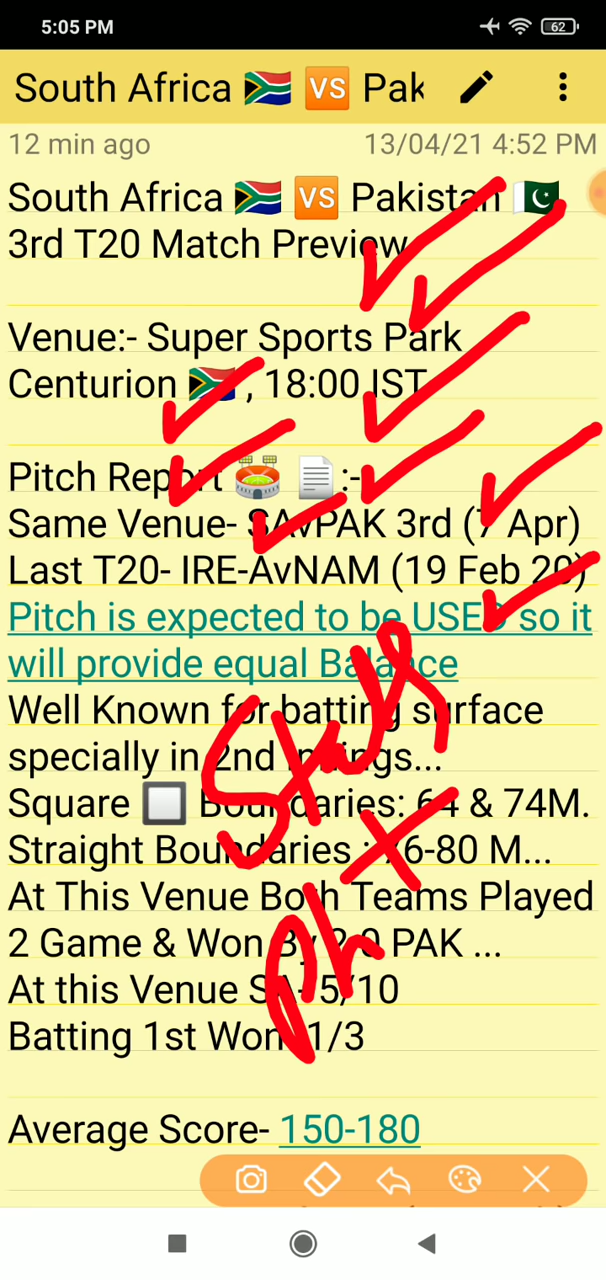 5:05 PM
62
South Africa 🇿🇦 🆚 Pak
12 min ago 13/04/21 4:52 PM
South Africa 🇿🇦 🆚 Pakistan 🇵🇰
3rd T20 Match Preview
Venue:- Super Sports Park
Centurion 🇿🇦 , 18:00 IST
Pitch Report 🏟️ 📄 :-
Same Venue- SAvPAK 3rd (7 Apr)
Last T20- IRE-AvNAM (19 Feb 20)
Pitch is expected to be USED so it
will provide equal Balance
Well Known for batting surface
specially in 2nd innings...
Square 🔲 Boundaries: 64 & 74M.
Straight Boundaries : 76-80 M...
At This Venue Both Teams Played
2 Game & Won By 2-0 PAK ...
At this Venue SA- 5/10
Batting 1st Won 1/3
Average Score- 150-180